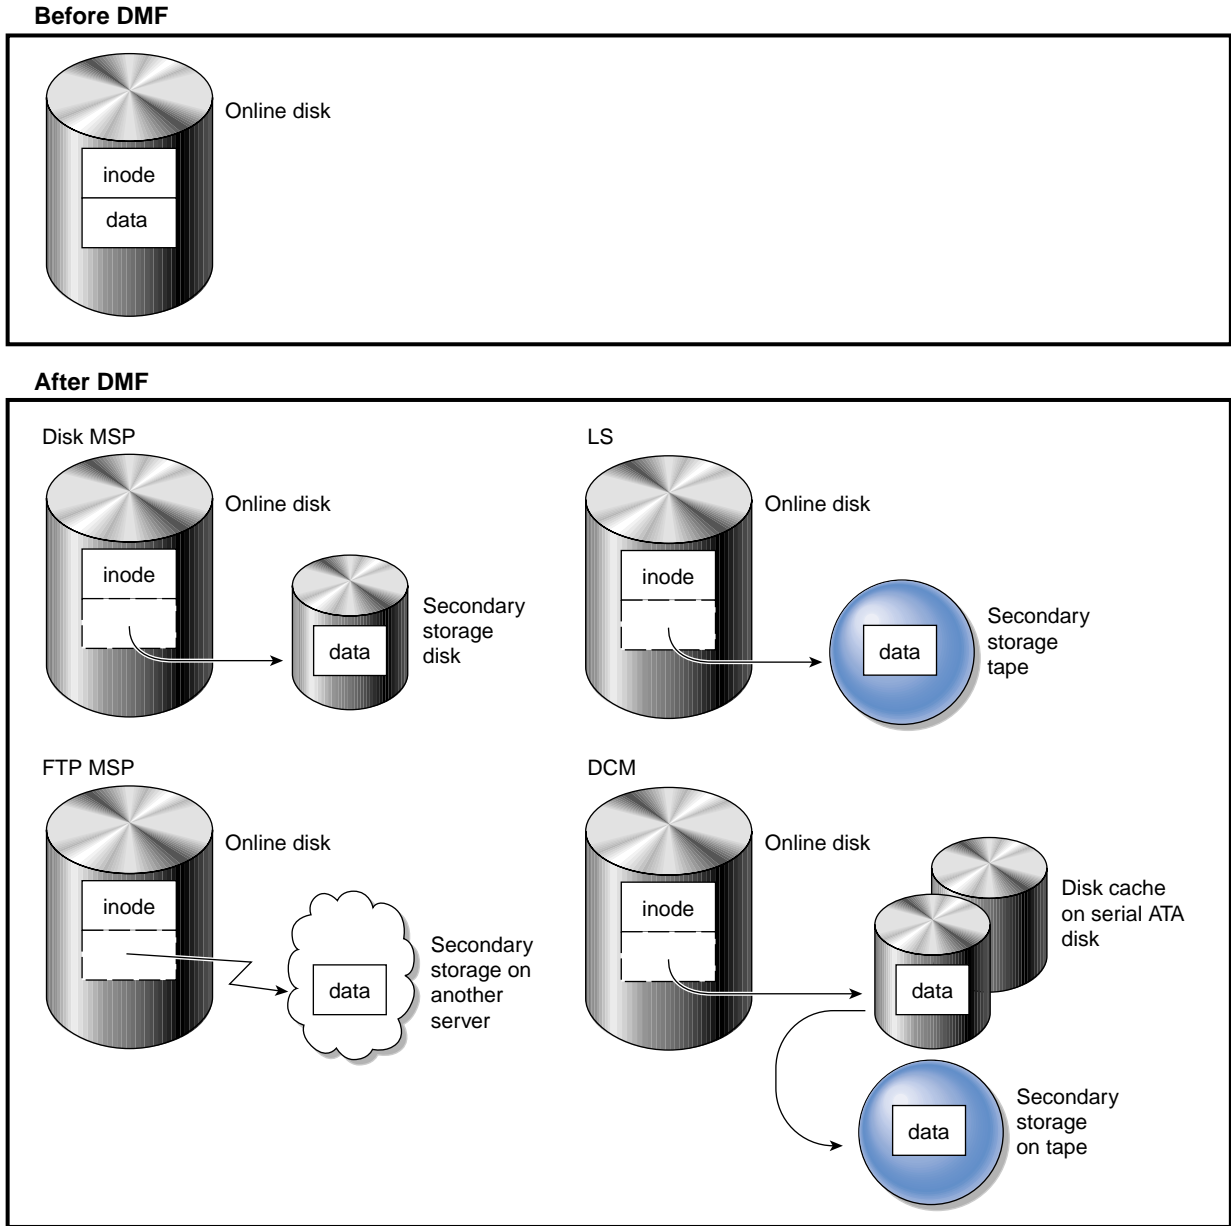 Before DMF
Online disk
inode
data
After DMF
Disk MSP
Online disk
inode
data
Secondary
storage
disk
LS
Online disk
inode
data
Secondary
storage
tape
FTP MSP
Online disk
inode
data
Secondary
storage on
another
server
DCM
Online disk
inode
data
Disk cache
on serial ATA
disk
data
Secondary
storage
on tape